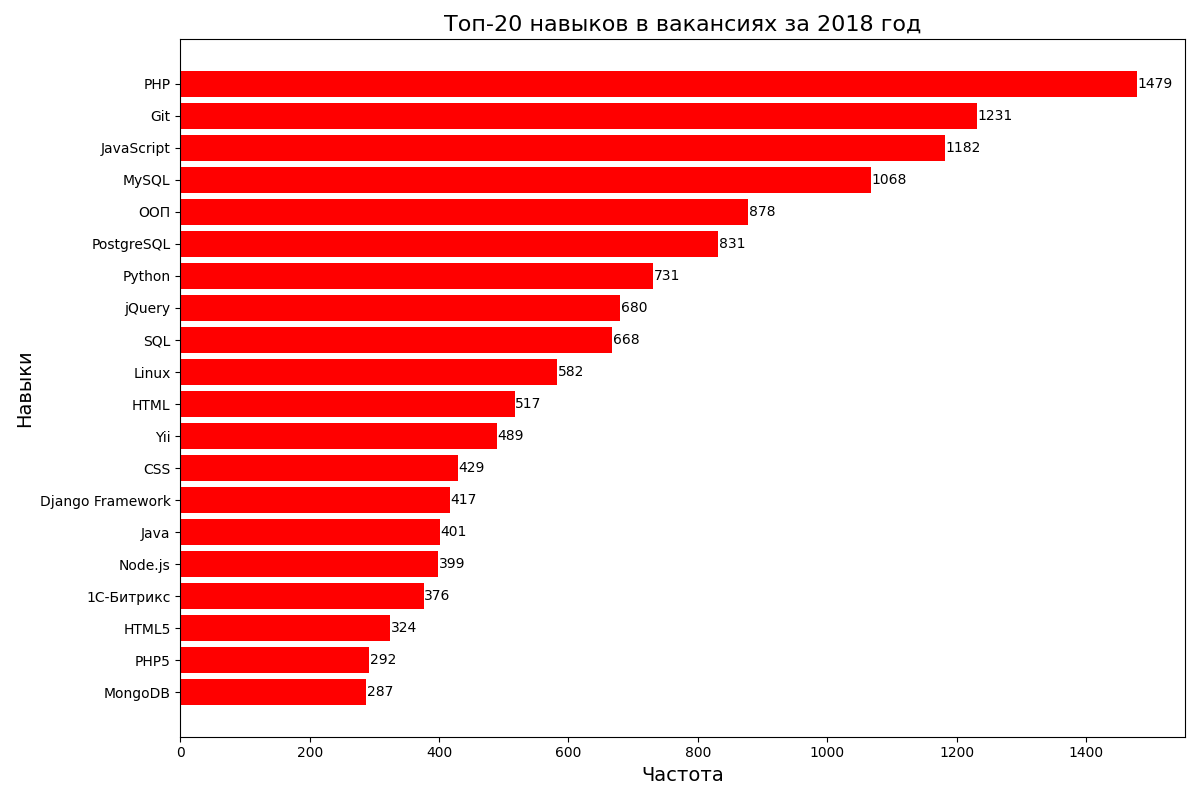 Топ-20 навыков в вакансиях за 2018 год
Навыки
PHP 1479
Git 1231
JavaScript 1182
MySQL 1068
ООП 878
PostgreSQL 831
Python 731
jQuery 680
SQL 668
Linux 582
HTML 517
Yii 489
CSS 429
Django Framework 417
Java 401
Node.js 399
1С-Битрикс 376
HTML5 324
PHP5 292
MongoDB 287
0 200 400 600 800 1000 1200 1400
Частота